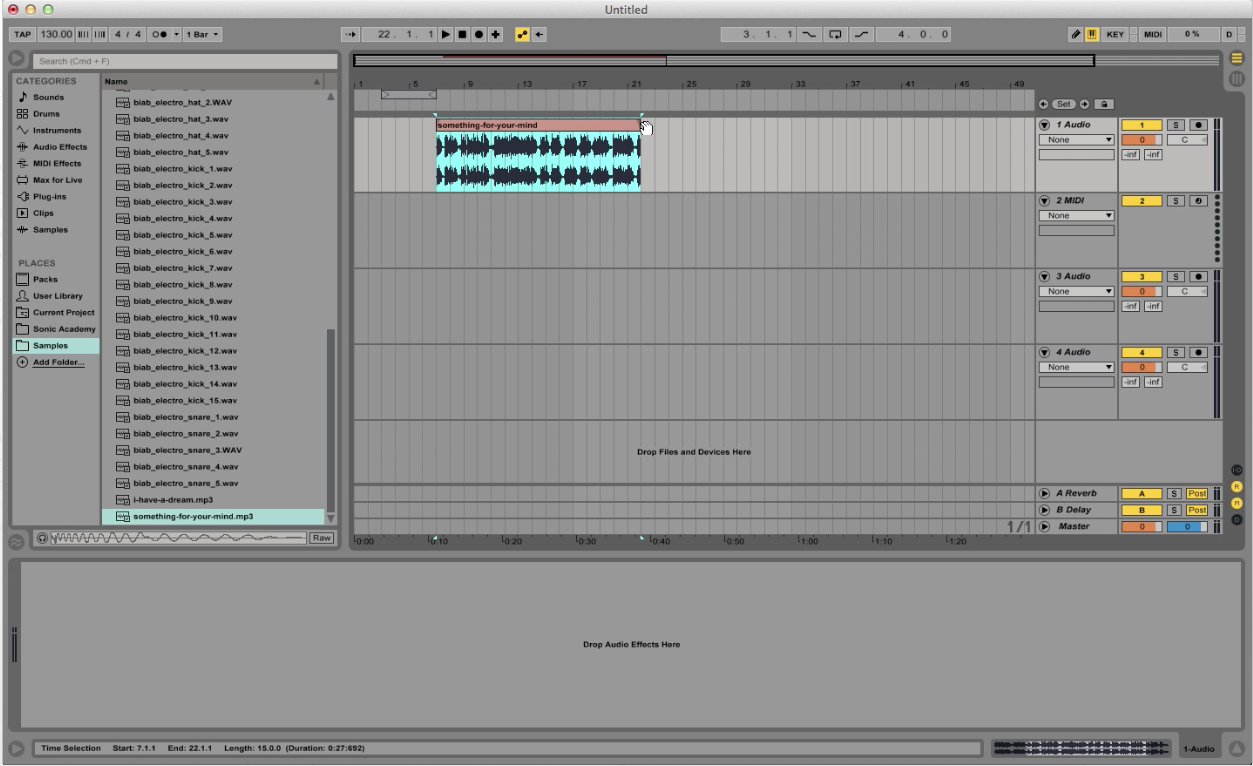 Untitled
TAP 130.00 4 / 4 1 Bar 22. 1. 1 3. 1. 1 4. 0. 0 KEY MIDI 0 % D
Search (Cmd + F)
CATEGORIES
Sounds
Drums
Instruments
Audio Effects
MIDI Effects
Max for Live
Plug-ins
Clips
Samples
PLACES
Packs
User Library
Current Project
Sonic Academy
Samples
Add Folder...
Name
biab_electro_hat_2.WAV
biab_electro_hat_3.wav
biab_electro_hat_4.wav
biab_electro_hat_5.wav
biab_electro_kick_1.wav
biab_electro_kick_2.wav
biab_electro_kick_3.wav
biab_electro_kick_4.wav
biab_electro_kick_5.wav
biab_electro_kick_6.wav
biab_electro_kick_7.wav
biab_electro_kick_8.wav
biab_electro_kick_9.wav
biab_electro_kick_10.wav
biab_electro_kick_11.wav
biab_electro_kick_12.wav
biab_electro_kick_13.wav
biab_electro_kick_14.wav
biab_electro_kick_15.wav
biab_electro_snare_1.wav
biab_electro_snare_2.wav
biab_electro_snare_3.WAV
biab_electro_snare_4.wav
biab_electro_snare_5.wav
i-have-a-dream.mp3
something-for-your-mind.mp3
Raw
1 5 9 13 17 21 25 29 33 37 41 45 49
Set
something-for-your-mind
1 Audio 1 S
None 0 C
-inf -inf
2 MIDI 2 S
None
3 Audio 3 S
None 0 C
-inf -inf
4 Audio 4 S
None 0 C
-inf -inf
Drop Files and Devices Here
A Reverb A S Post
B Delay B S Post
1/1 Master 0 0
0:00 0:10 0:20 0:30 0:40 0:50 1:00 1:10 1:20
Drop Audio Effects Here
Time Selection Start: 7.1.1 End: 22.1.1 Length: 15.0.0 (Duration: 0:27:692)
1-Audio